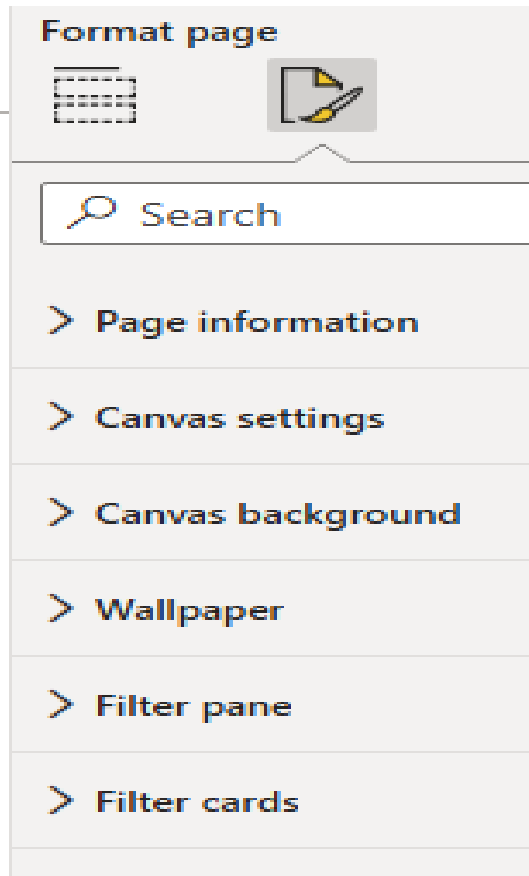 Format page
Search
Page information
Canvas settings
Canvas background
Wallpaper
Filter pane
Filter cards